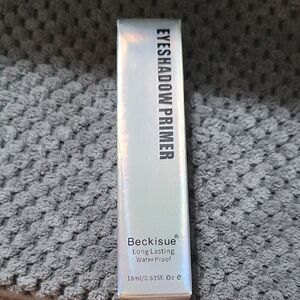 EYESHADOW PRIMER
Beckisue®
Long Lasting
Water Proof
18ml/0.635fl.Oz e